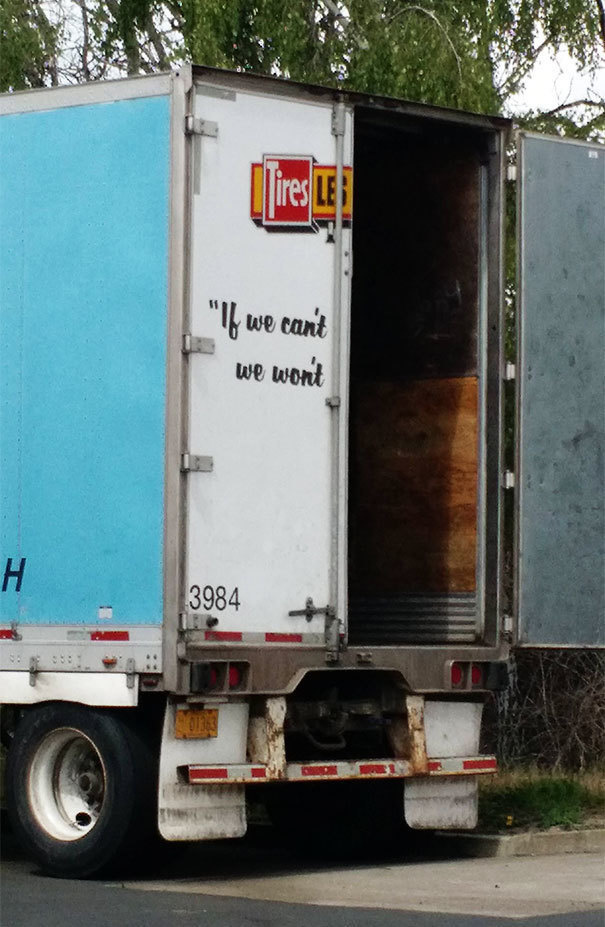 Tires LES
"If we can't
we won't
3984
H